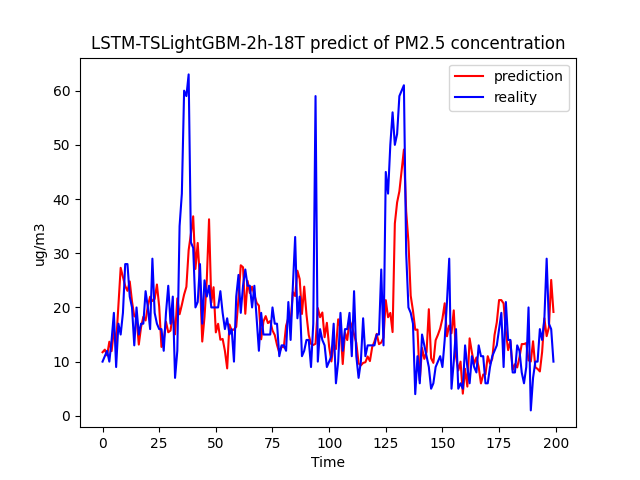 LSTM-TSLightGBM-2h-18T predict of PM2.5 concentration
prediction
reality
60
50
40
30
20
10
0
ug/m3
0 25 50 75 100 125 150 175 200
Time